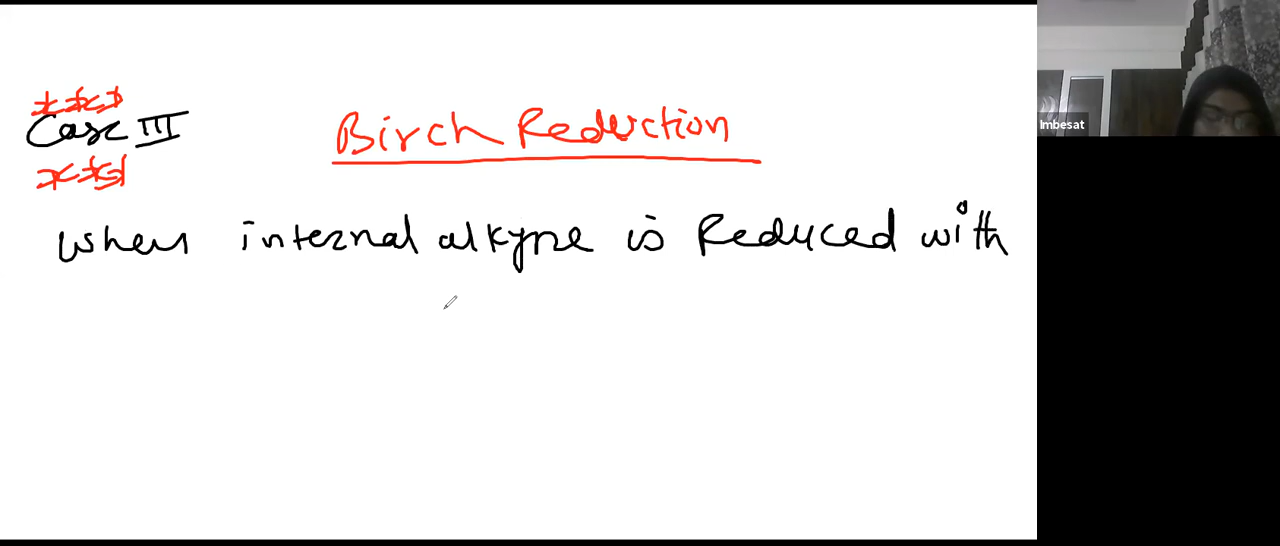 Case III
Birch Reduction
when internal alkyne is Reduced with
Imbesat